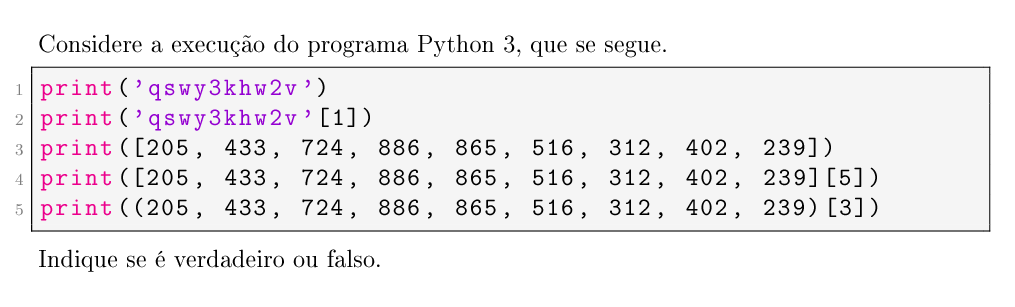 Considere a execução do programa Python 3, que se segue.
1 print('qswy3khw2v')
2 print('qswy3khw2v'[1])
3 print([205, 433, 724, 886, 865, 516, 312, 402, 239])
4 print([205, 433, 724, 886, 865, 516, 312, 402, 239][5])
5 print((205, 433, 724, 886, 865, 516, 312, 402, 239)[3])
Indique se é verdadeiro ou falso.